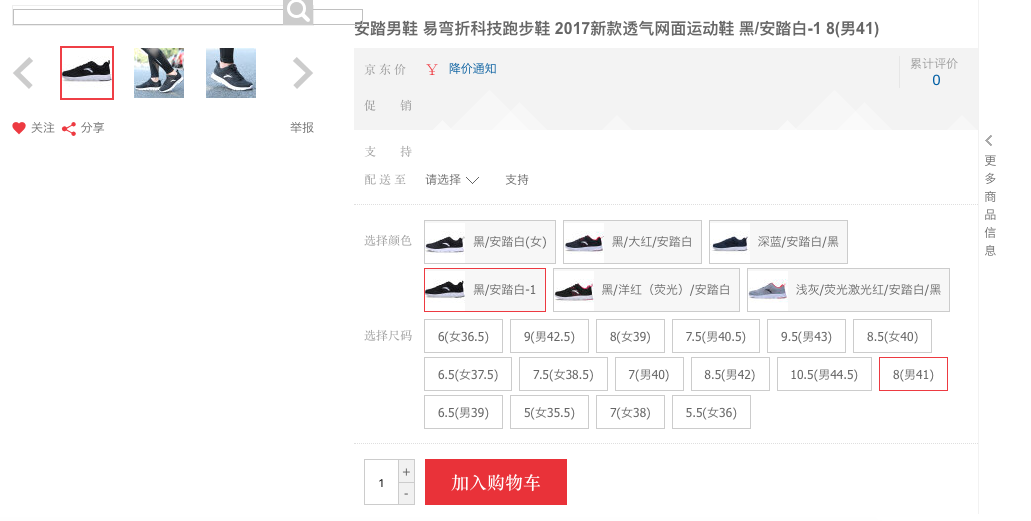 安踏男鞋 易弯折科技跑步鞋 2017新款透气网面运动鞋 黑/安踏白-1 8(男41)
京东价 ￥ 降价通知 累计评价
0
促 销
关注 分享 举报
支 持
配送至 请选择 支持
选择颜色 黑/安踏白(女) 黑/大红/安踏白 深蓝/安踏白/黑
黑/安踏白-1 黑/洋红（荧光）/安踏白 浅灰/荧光激光红/安踏白/黑
选择尺码 6(女36.5) 9(男42.5) 8(女39) 7.5(男40.5) 9.5(男43) 8.5(女40)
6.5(女37.5) 7.5(女38.5) 7(男40) 8.5(男42) 10.5(男44.5) 8(男41)
6.5(男39) 5(女35.5) 7(女38) 5.5(女36)
1 + - 加入购物车
更多商品信息